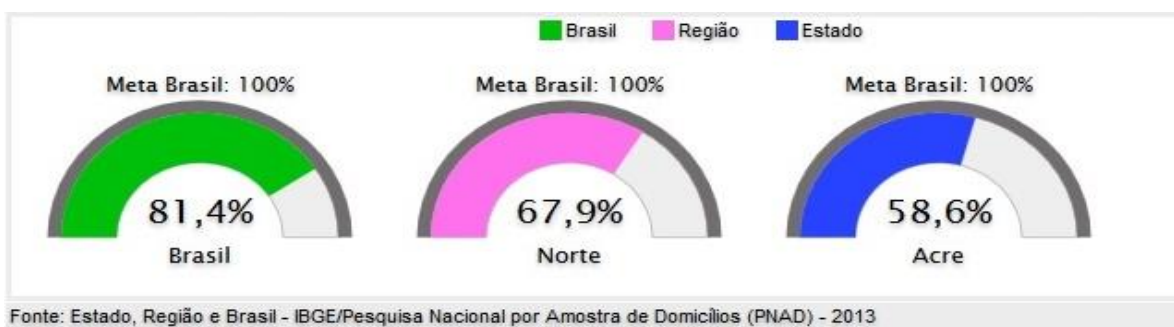 Brasil Região Estado
Meta Brasil: 100% Meta Brasil: 100% Meta Brasil: 100%
81,4% 67,9% 58,6%
Brasil Norte Acre
Fonte: Estado, Região e Brasil - IBGE/Pesquisa Nacional por Amostra de Domicílios (PNAD) - 2013